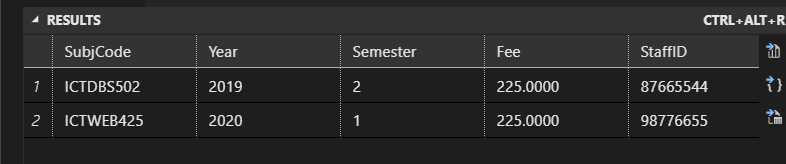 RESULTS CTRL+ALT+R
SubjCode Year Semester Fee StaffID
1 ICTDBS502 2019 2 225.0000 87665544
2 ICTWEB425 2020 1 225.0000 98776655